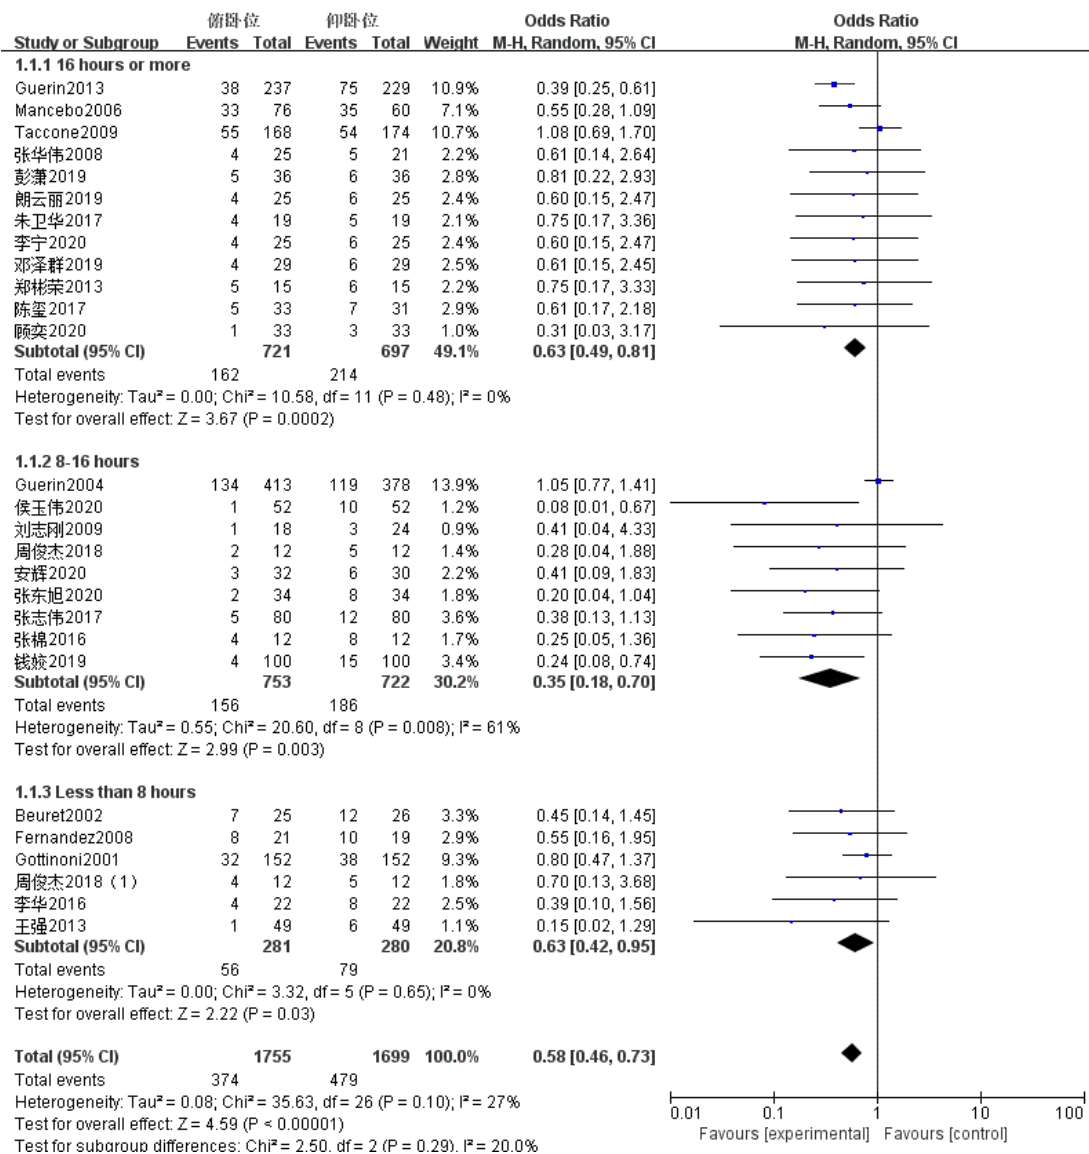 俯卧位 仰卧位 Odds Ratio Odds Ratio
Study or Subgroup Events Total Events Total Weight M-H, Random, 95% CI M-H, Random, 95% CI
1.1.1 16 hours or more
Guerin2013 38 237 75 229 10.9% 0.39 [0.25, 0.61]
Mancebo2006 33 76 35 60 7.1% 0.55 [0.28, 1.09]
Taccone2009 55 168 54 174 10.7% 1.08 [0.69, 1.70]
张华伟2008 4 25 5 21 2.2% 0.61 [0.14, 2.64]
彭潇2019 5 36 6 36 2.8% 0.81 [0.22, 2.93]
朗云丽2019 4 25 6 25 2.4% 0.60 [0.15, 2.47]
朱卫华2017 4 19 5 19 2.1% 0.75 [0.17, 3.36]
李宁2020 4 25 6 25 2.4% 0.60 [0.15, 2.47]
邓泽群2019 4 29 6 29 2.5% 0.61 [0.15, 2.45]
郑彬荣2013 5 15 6 15 2.2% 0.75 [0.17, 3.33]
陈玺2017 5 33 7 31 2.9% 0.61 [0.17, 2.18]
顾奕2020 1 33 3 33 1.0% 0.31 [0.03, 3.17]
Subtotal (95% CI) 721 697 49.1% 0.63 [0.49, 0.81]
Total events 162 214
Heterogeneity: Tau² = 0.00; Chi² = 10.58, df = 11 (P = 0.48); I² = 0%
Test for overall effect: Z = 3.67 (P = 0.0002)
1.1.2 8-16 hours
Guerin2004 134 413 119 378 13.9% 1.05 [0.77, 1.41]
侯玉伟2020 1 52 10 52 1.2% 0.08 [0.01, 0.67]
刘志刚2009 1 18 3 24 0.9% 0.41 [0.04, 4.33]
周俊杰2018 2 12 5 12 1.4% 0.28 [0.04, 1.88]
安辉2020 3 32 6 30 2.2% 0.41 [0.09, 1.83]
张东旭2020 2 34 8 34 1.8% 0.20 [0.04, 1.04]
张志伟2017 5 80 12 80 3.6% 0.38 [0.13, 1.13]
张棉2016 4 12 8 12 1.7% 0.25 [0.05, 1.36]
钱姣2019 4 100 15 100 3.4% 0.24 [0.08, 0.74]
Subtotal (95% CI) 753 722 30.2% 0.35 [0.18, 0.70]
Total events 156 186
Heterogeneity: Tau² = 0.55; Chi² = 20.60, df = 8 (P = 0.008); I² = 61%
Test for overall effect: Z = 2.99 (P = 0.003)
1.1.3 Less than 8 hours
Beuret2002 7 25 12 26 3.3% 0.45 [0.14, 1.45]
Fernandez2008 8 21 10 19 2.9% 0.55 [0.16, 1.95]
Gottinoni2001 32 152 38 152 9.3% 0.80 [0.47, 1.37]
周俊杰2018（1） 4 12 5 12 1.8% 0.70 [0.13, 3.68]
李华2016 4 22 8 22 2.5% 0.39 [0.10, 1.56]
王强2013 1 49 6 49 1.1% 0.15 [0.02, 1.29]
Subtotal (95% CI) 281 280 20.8% 0.63 [0.42, 0.95]
Total events 56 79
Heterogeneity: Tau² = 0.00; Chi² = 3.32, df = 5 (P = 0.65); I² = 0%
Test for overall effect: Z = 2.22 (P = 0.03)
Total (95% CI) 1755 1699 100.0% 0.58 [0.46, 0.73]
Total events 374 479
Heterogeneity: Tau² = 0.08; Chi² = 35.63, df = 26 (P = 0.10); I² = 27%
Test for overall effect: Z = 4.59 (P < 0.00001)
Test for subgroup differences: Chi² = 2.50, df = 2 (P = 0.29), I² = 20.0%
0.01 0.1 1 10 100
Favours [experimental] Favours [control]